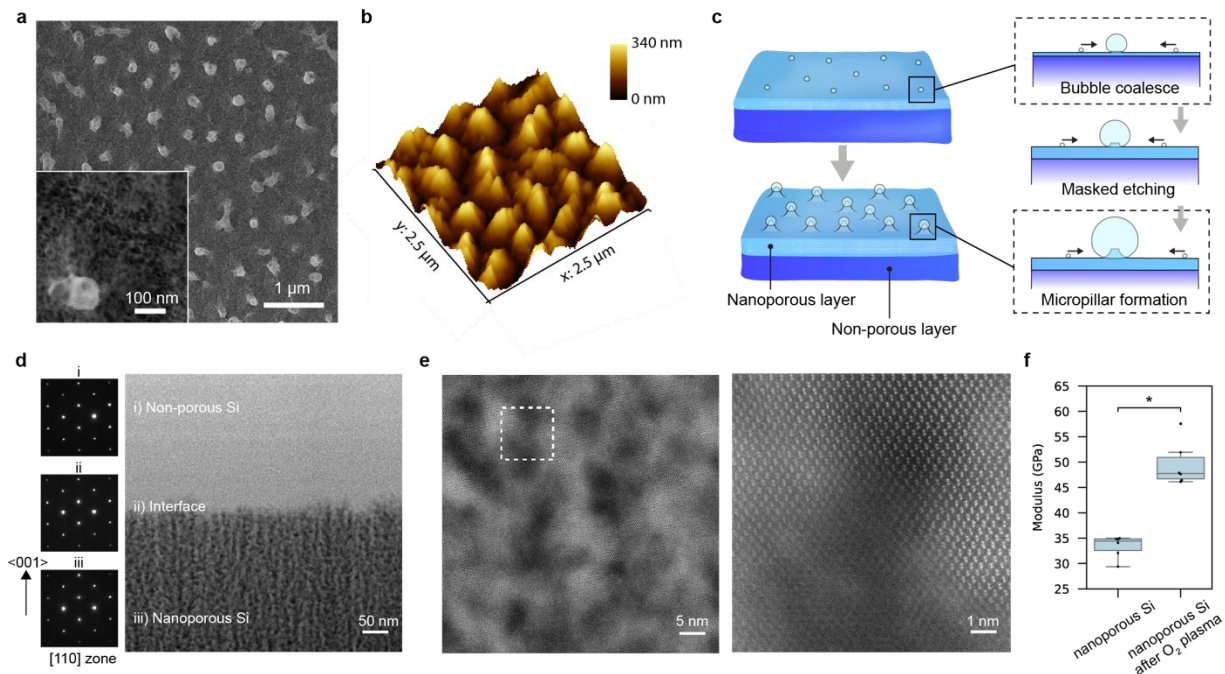 a
100 nm
1 µm
b
340 nm
0 nm
y: 2.5 µm
x: 2.5 µm
c
Bubble coalesce
Masked etching
Micropillar formation
Nanoporous layer
Non-porous layer
d
i
ii
iii
<001>
[110] zone
i) Non-porous Si
ii) Interface
iii) Nanoporous Si
50 nm
e
5 nm
1 nm
f
Modulus (GPa)
65
60
55
50
45
40
35
30
25
*
nanoporous Si
nanoporous Si
after O₂ plasma